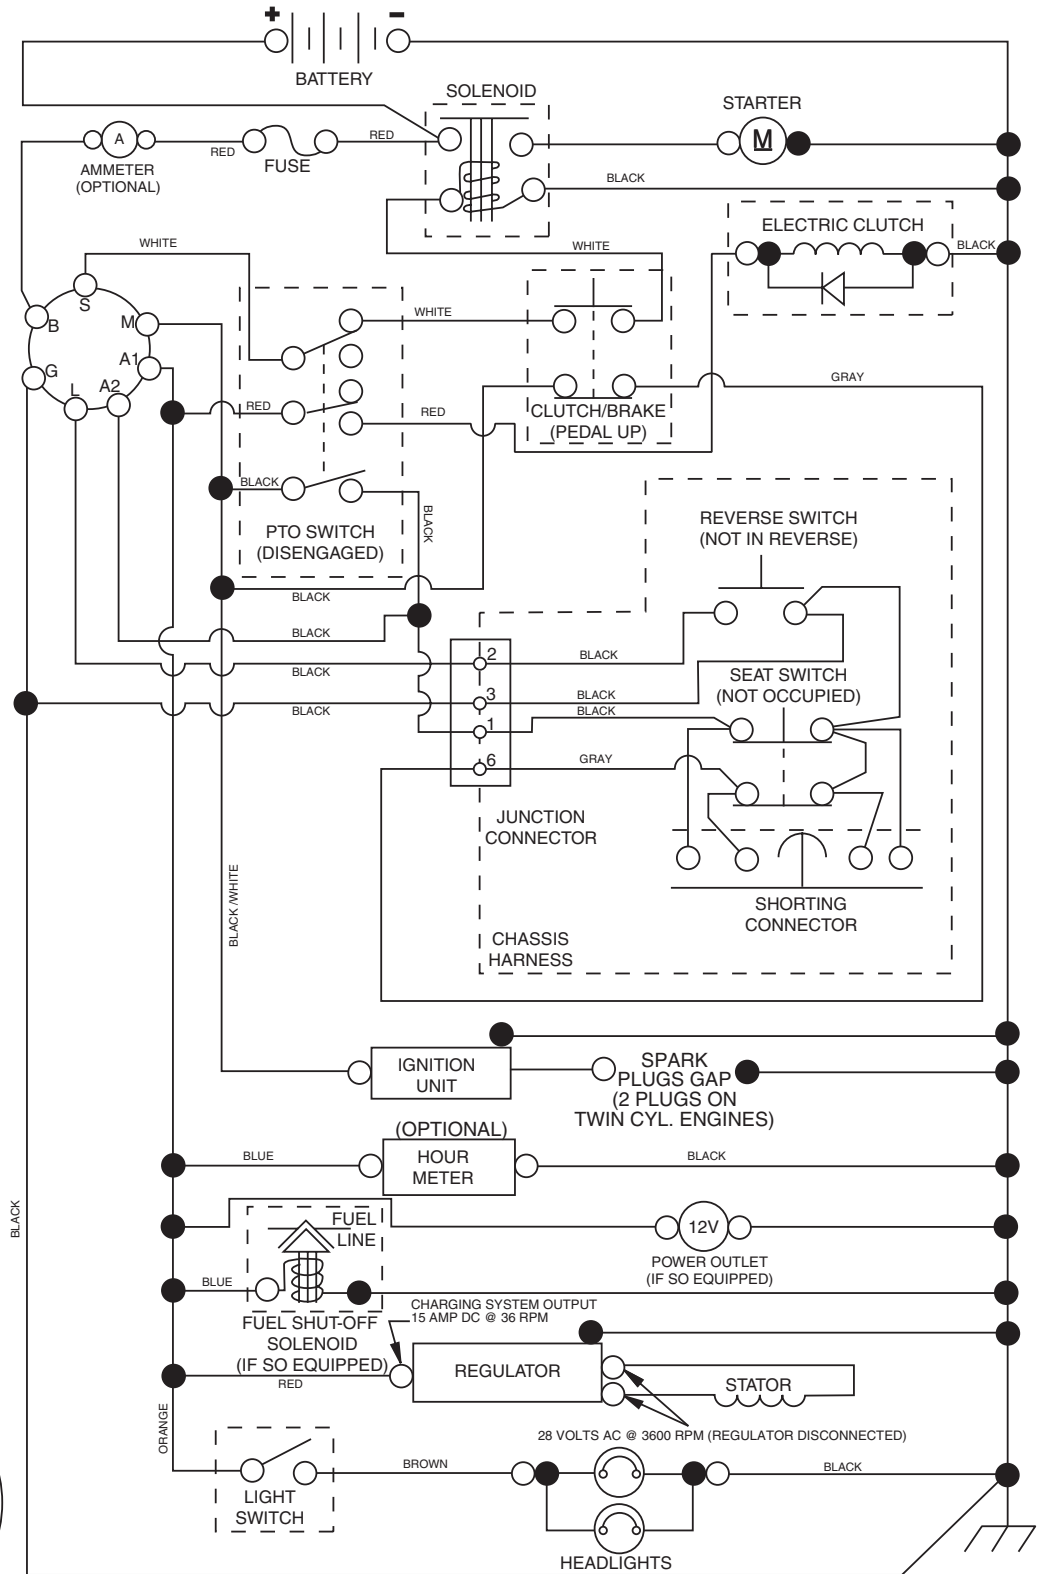 + -
BATTERY
SOLENOID
STARTER
A
RED
FUSE
RED
M
AMMETER
(OPTIONAL)
BLACK
ELECTRIC CLUTCH
WHITE
WHITE
BLACK
S
B
M
WHITE
A1
G
A2
L
RED
RED
GRAY
CLUTCH/BRAKE
(PEDAL UP)
BLACK
BLACK
PTO SWITCH
(DISENGAGED)
REVERSE SWITCH
(NOT IN REVERSE)
BLACK
BLACK
2
BLACK
BLACK
SEAT SWITCH
(NOT OCCUPIED)
3
BLACK
BLACK
1
BLACK
6
GRAY
JUNCTION
CONNECTOR
BLACK /WHITE
SHORTING
CONNECTOR
CHASSIS
HARNESS
IGNITION
UNIT
SPARK
PLUGS GAP
(2 PLUGS ON
TWIN CYL. ENGINES)
(OPTIONAL)
BLUE
HOUR
METER
BLACK
BLACK
FUEL
LINE
12V
POWER OUTLET
(IF SO EQUIPPED)
BLUE
CHARGING SYSTEM OUTPUT
15 AMP DC @ 36 RPM
FUEL SHUT-OFF
SOLENOID
(IF SO EQUIPPED)
RED
REGULATOR
STATOR
ORANGE
28 VOLTS AC @ 3600 RPM (REGULATOR DISCONNECTED)
BROWN
BLACK
LIGHT
SWITCH
HEADLIGHTS